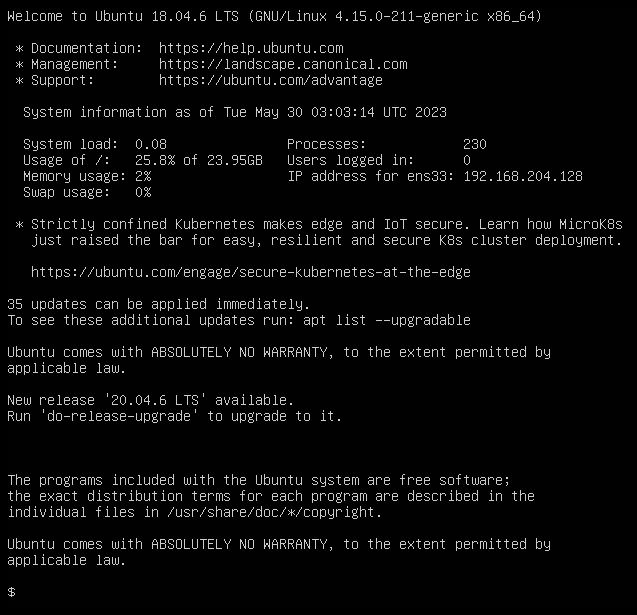 Welcome to Ubuntu 18.04.6 LTS (GNU/Linux 4.15.0-211-generic x86_64)

 * Documentation:  https://help.ubuntu.com
 * Management:     https://landscape.canonical.com
 * Support:        https://ubuntu.com/advantage

  System information as of Tue May 30 03:03:14 UTC 2023

  System load:  0.08               Processes:            230
  Usage of /:   25.8% of 23.95GB   Users logged in:      0
  Memory usage: 2%                 IP address for ens33: 192.168.204.128
  Swap usage:   0%

 * Strictly confined Kubernetes makes edge and IoT secure. Learn how MicroK8s
   just raised the bar for easy, resilient and secure K8s cluster deployment.

   https://ubuntu.com/engage/secure-kubernetes-at-the-edge

35 updates can be applied immediately.
To see these additional updates run: apt list --upgradable

Ubuntu comes with ABSOLUTELY NO WARRANTY, to the extent permitted by
applicable law.

New release '20.04.6 LTS' available.
Run 'do-release-upgrade' to upgrade to it.

The programs included with the Ubuntu system are free software;
the exact distribution terms for each program are described in the
individual files in /usr/share/doc/*/copyright.

Ubuntu comes with ABSOLUTELY NO WARRANTY, to the extent permitted by
applicable law.

$